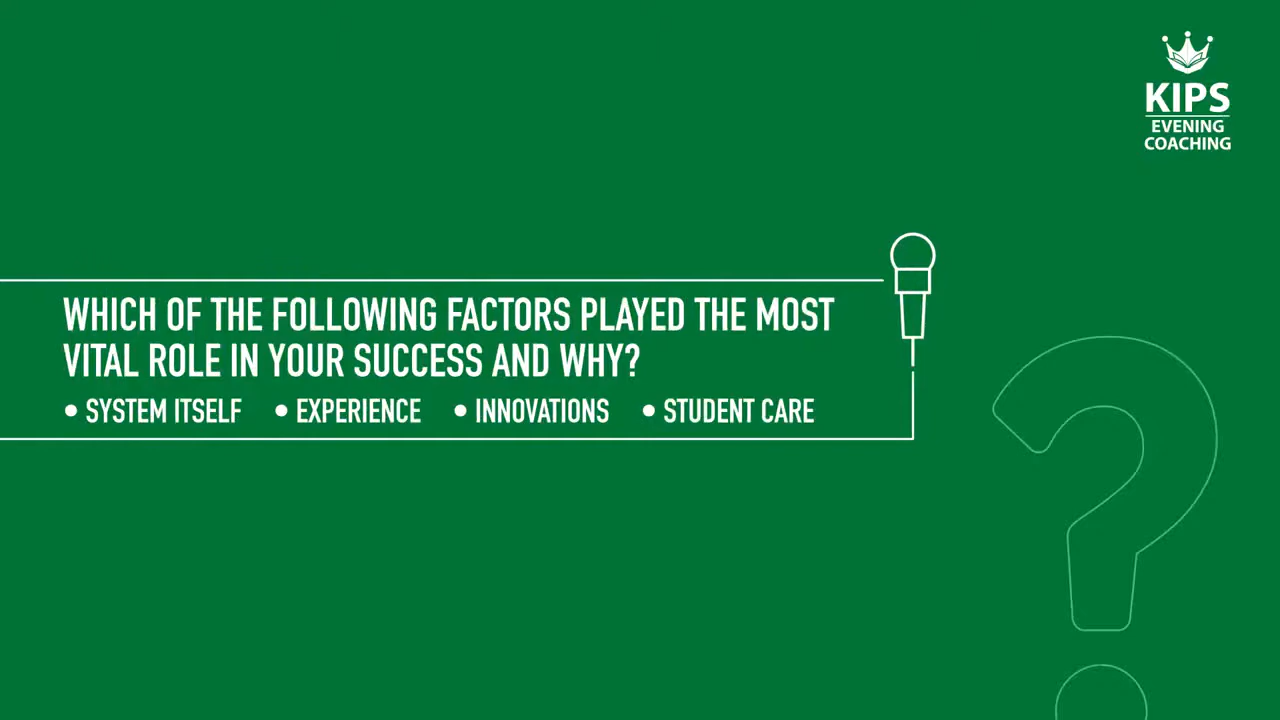 KIPS
EVENING
COACHING
WHICH OF THE FOLLOWING FACTORS PLAYED THE MOST
VITAL ROLE IN YOUR SUCCESS AND WHY?
• SYSTEM ITSELF • EXPERIENCE • INNOVATIONS • STUDENT CARE
?